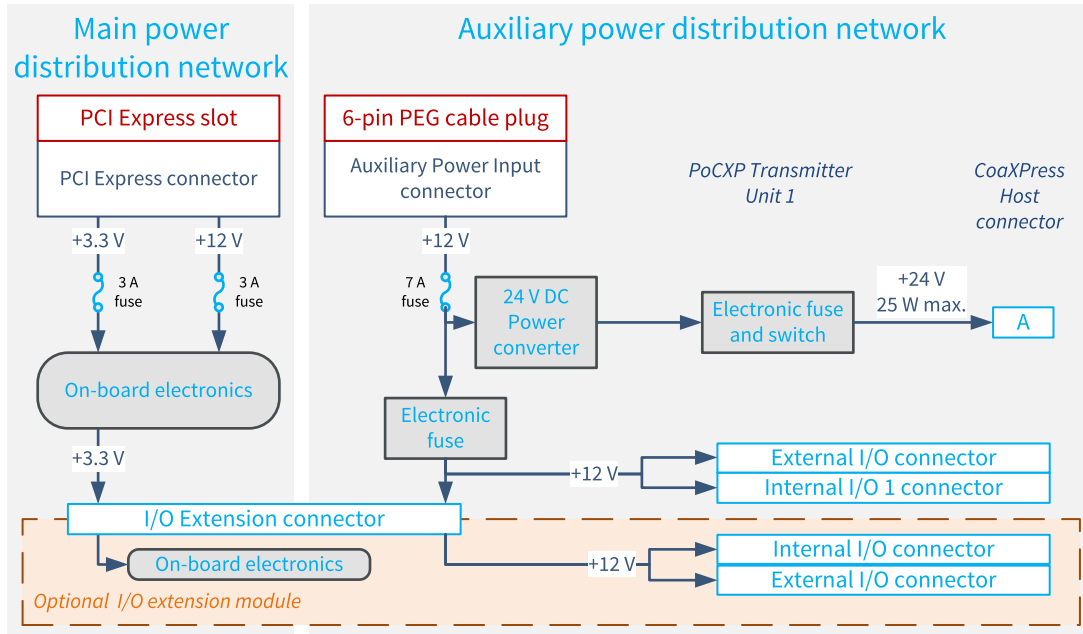 Main power
distribution network
PCI Express slot
PCI Express connector
+3.3 V
+12 V
3 A
fuse
3 A
fuse
On-board electronics
+3.3 V
Auxiliary power distribution network
6-pin PEG cable plug
Auxiliary Power Input
connector
+12 V
7 A
fuse
24 V DC
Power
converter
PoCXP Transmitter
Unit 1
Electronic fuse
and switch
CoaXPress
Host
connector
+24 V
25 W max.
A
Electronic
fuse
+12 V
External I/O connector
Internal I/O 1 connector
I/O Extension connector
On-board electronics
+12 V
Internal I/O connector
External I/O connector
Optional I/O extension module